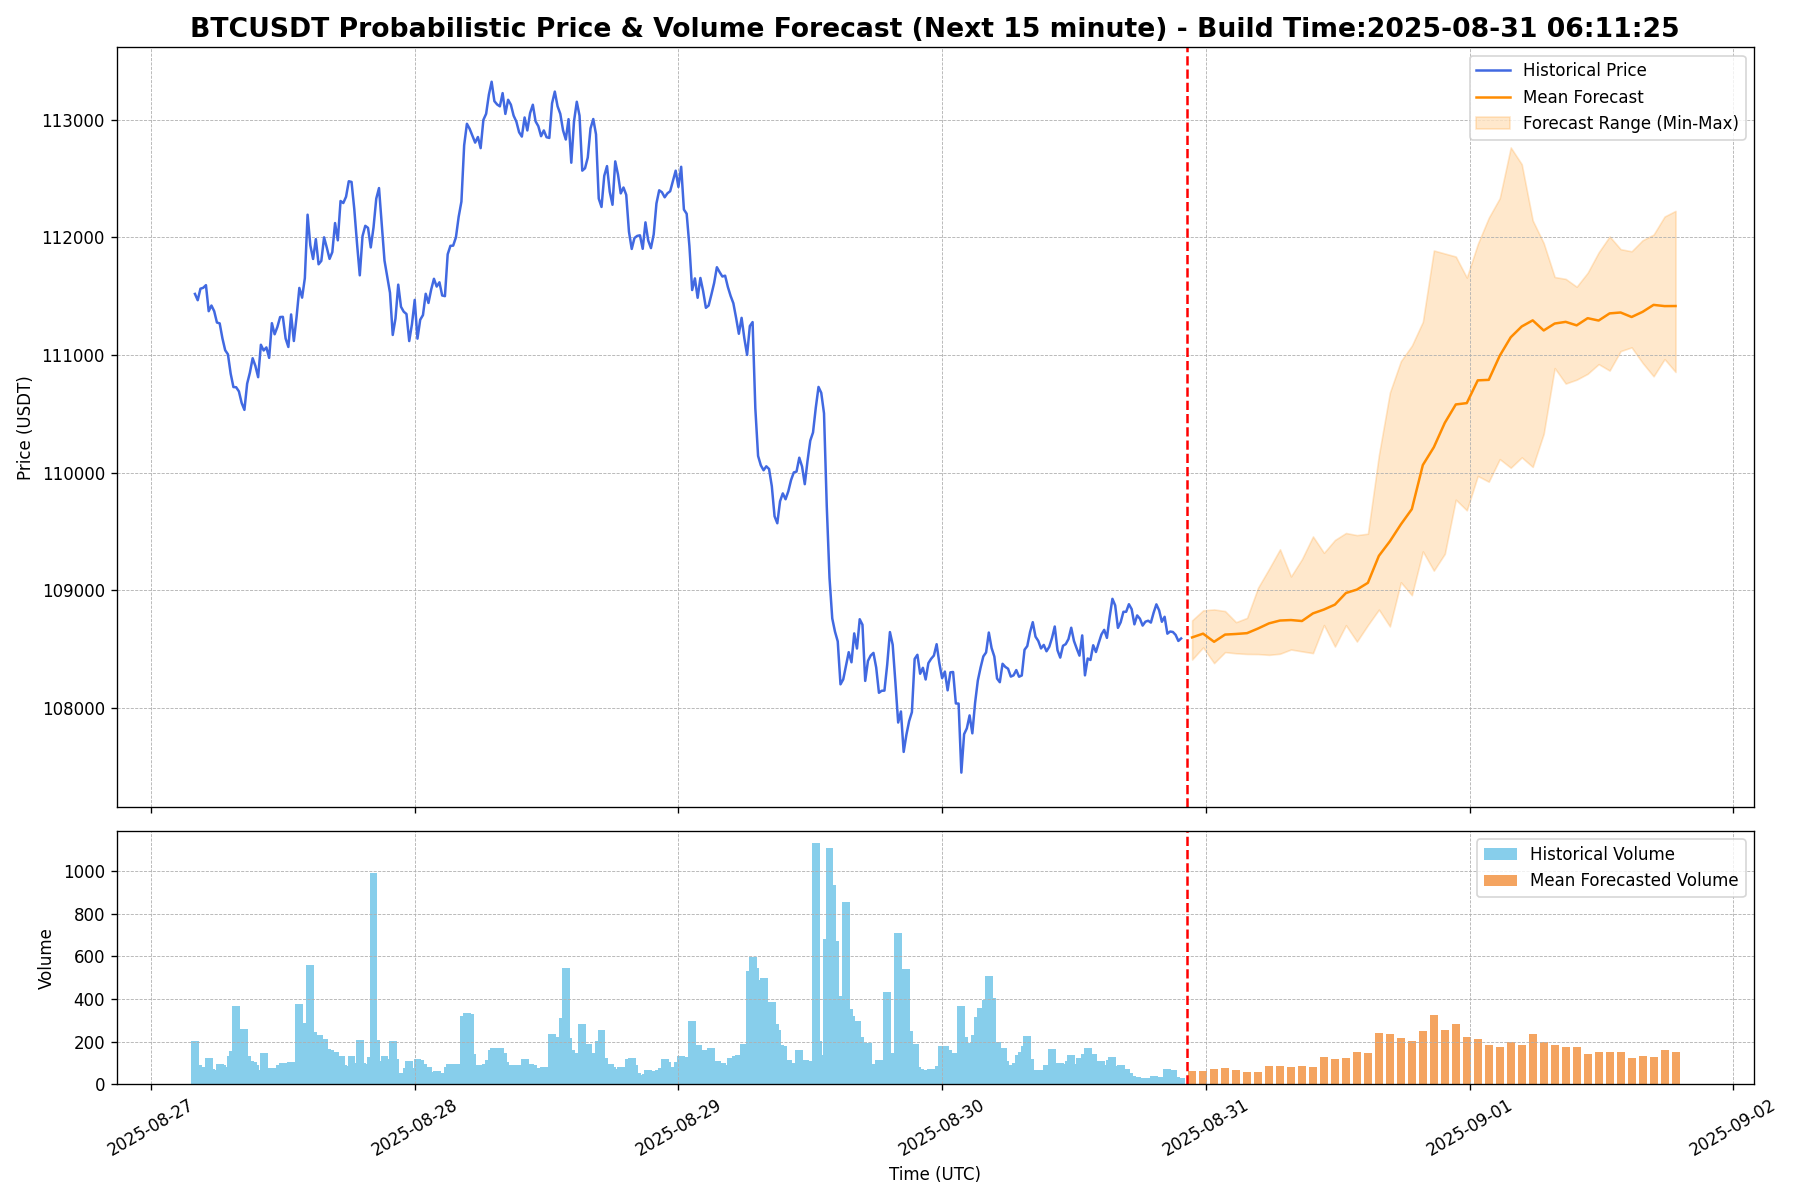 BTCUSDT Probabilistic Price & Volume Forecast (Next 15 minute) - Build Time:2025-08-31 06:11:25
Historical Price
Mean Forecast
Forecast Range (Min-Max)
113000
112000
111000
110000
109000
108000
Price (USDT)
Historical Volume
Mean Forecasted Volume
1000
800
600
400
200
0
Volume
2025-08-27
2025-08-28
2025-08-29
2025-08-30
2025-08-31
2025-09-01
2025-09-02
Time (UTC)